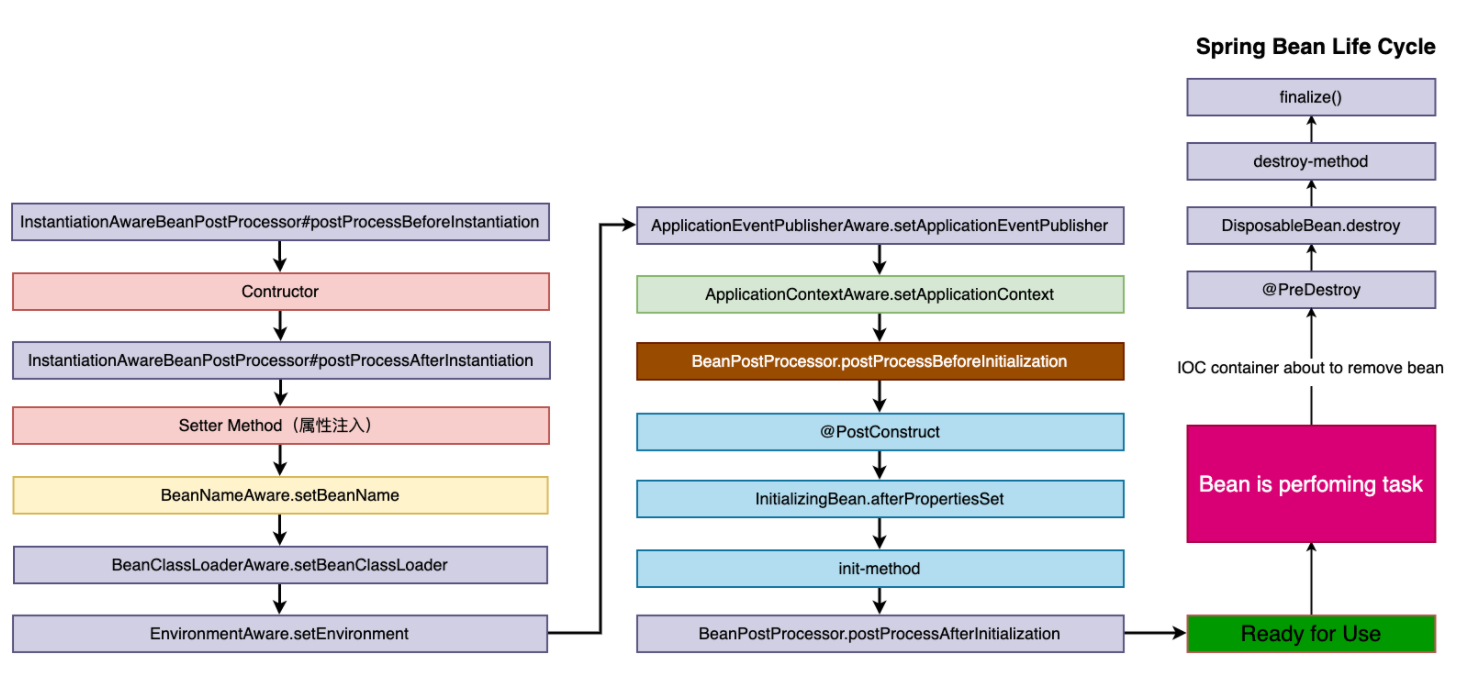 Spring Bean Life Cycle
InstantiationAwareBeanPostProcessor#postProcessBeforeInstantiation
Contructor
InstantiationAwareBeanPostProcessor#postProcessAfterInstantiation
Setter Method（属性注入）
BeanNameAware.setBeanName
BeanClassLoaderAware.setBeanClassLoader
EnvironmentAware.setEnvironment
ApplicationEventPublisherAware.setApplicationEventPublisher
ApplicationContextAware.setApplicationContext
BeanPostProcessor.postProcessBeforeInitialization
@PostConstruct
InitializingBean.afterPropertiesSet
init-method
BeanPostProcessor.postProcessAfterInitialization
Ready for Use
Bean is perfoming task
IOC container about to remove bean
@PreDestroy
DisposableBean.destroy
destroy-method
finalize()